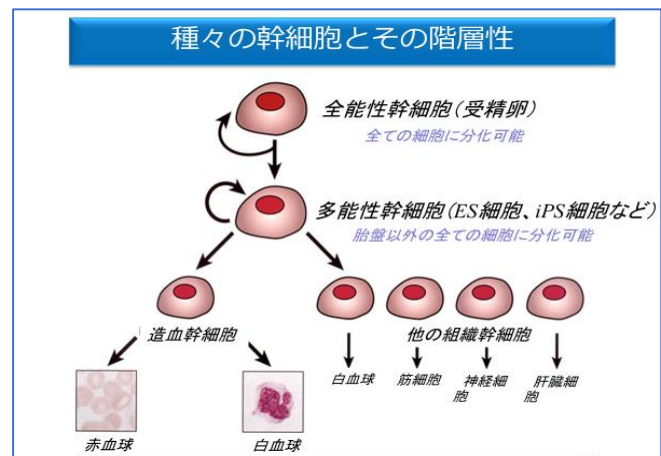 種々の幹細胞とその階層性
全能性幹細胞(受精卵)
全ての細胞に分化可能
多能性幹細胞(ES細胞、iPS細胞など)
胎盤以外の全ての細胞に分化可能
造血幹細胞
他の組織幹細胞
白血球
筋細胞
神経細
胞
肝臓細
胞
赤血球
白血球